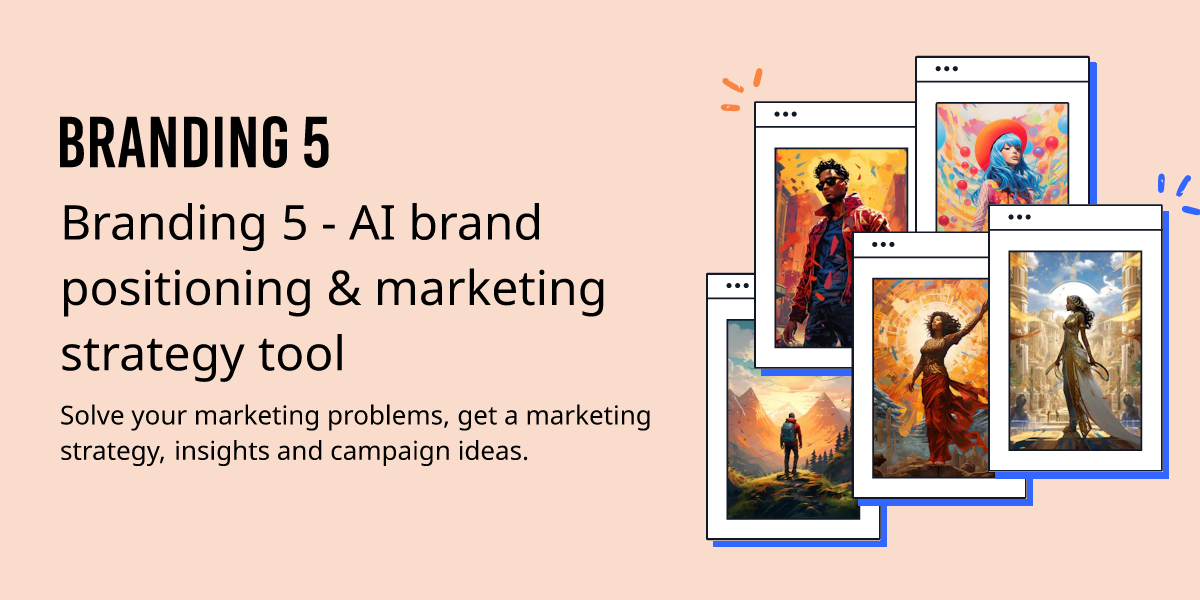 BRANDING 5
Branding 5 - AI brand
positioning & marketing
strategy tool
Solve your marketing problems, get a marketing
strategy, insights and campaign ideas.